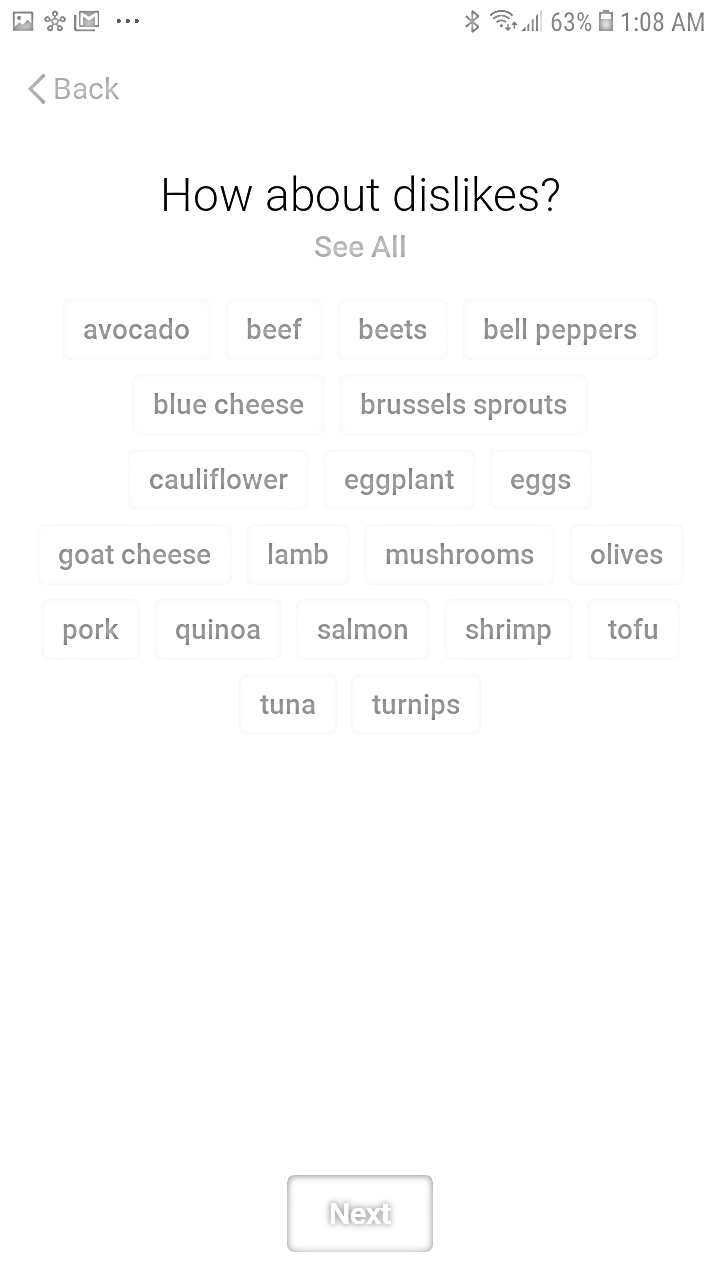 63% 1:08 AM
Back
How about dislikes?
See All
avocado beef beets bell peppers
blue cheese brussels sprouts
cauliflower eggplant eggs
goat cheese lamb mushrooms olives
pork quinoa salmon shrimp tofu
tuna turnips
Next